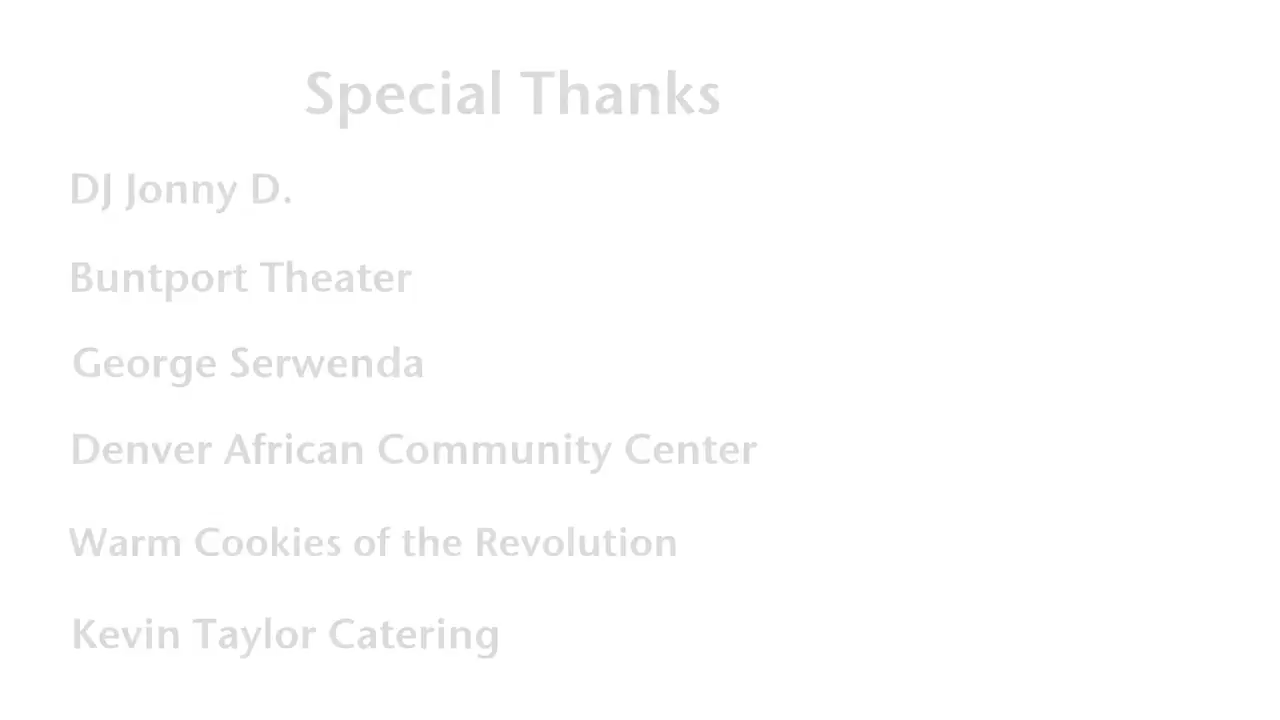 Special Thanks
DJ Jonny D.
Buntport Theater
George Serwenda
Denver African Community Center
Warm Cookies of the Revolution
Kevin Taylor Catering